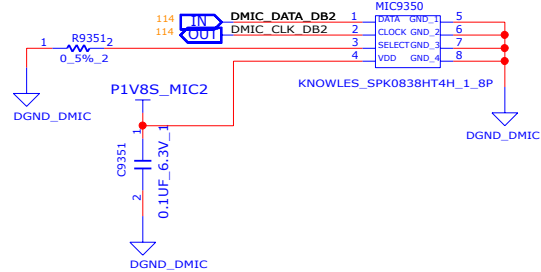 MIC9350
114 IN DMIC_DATA_DB2 1 DATA GND_1 5
114 OUT DMIC_CLK_DB2 2 CLOCK GND_2 6
1 R9351 2 3 SELECT GND_3 7
0_5%_2 4 VDD GND_4 8
KNOWLES_SPK0838HT4H_1_8P
P1V8S_MIC2
DGND_DMIC
DGND_DMIC
1
C9351
0.1UF_6.3V_1
2
DGND_DMIC